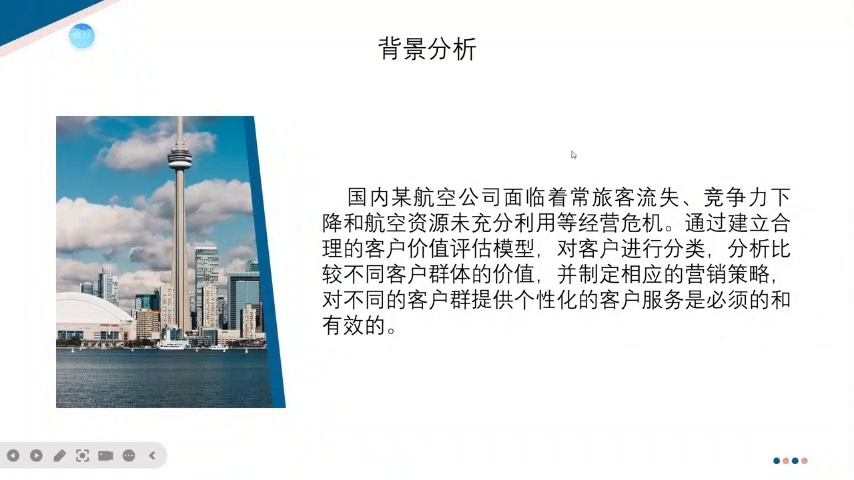 背景分析
国内某航空公司面临着常旅客流失、竞争力下
降和航空资源未充分利用等经营危机。通过建立合
理的客户价值评估模型，对客户进行分类，分析比
较不同客户群体的价值，并制定相应的营销策略，
对不同的客户群提供个性化的客户服务是必须的和
有效的。